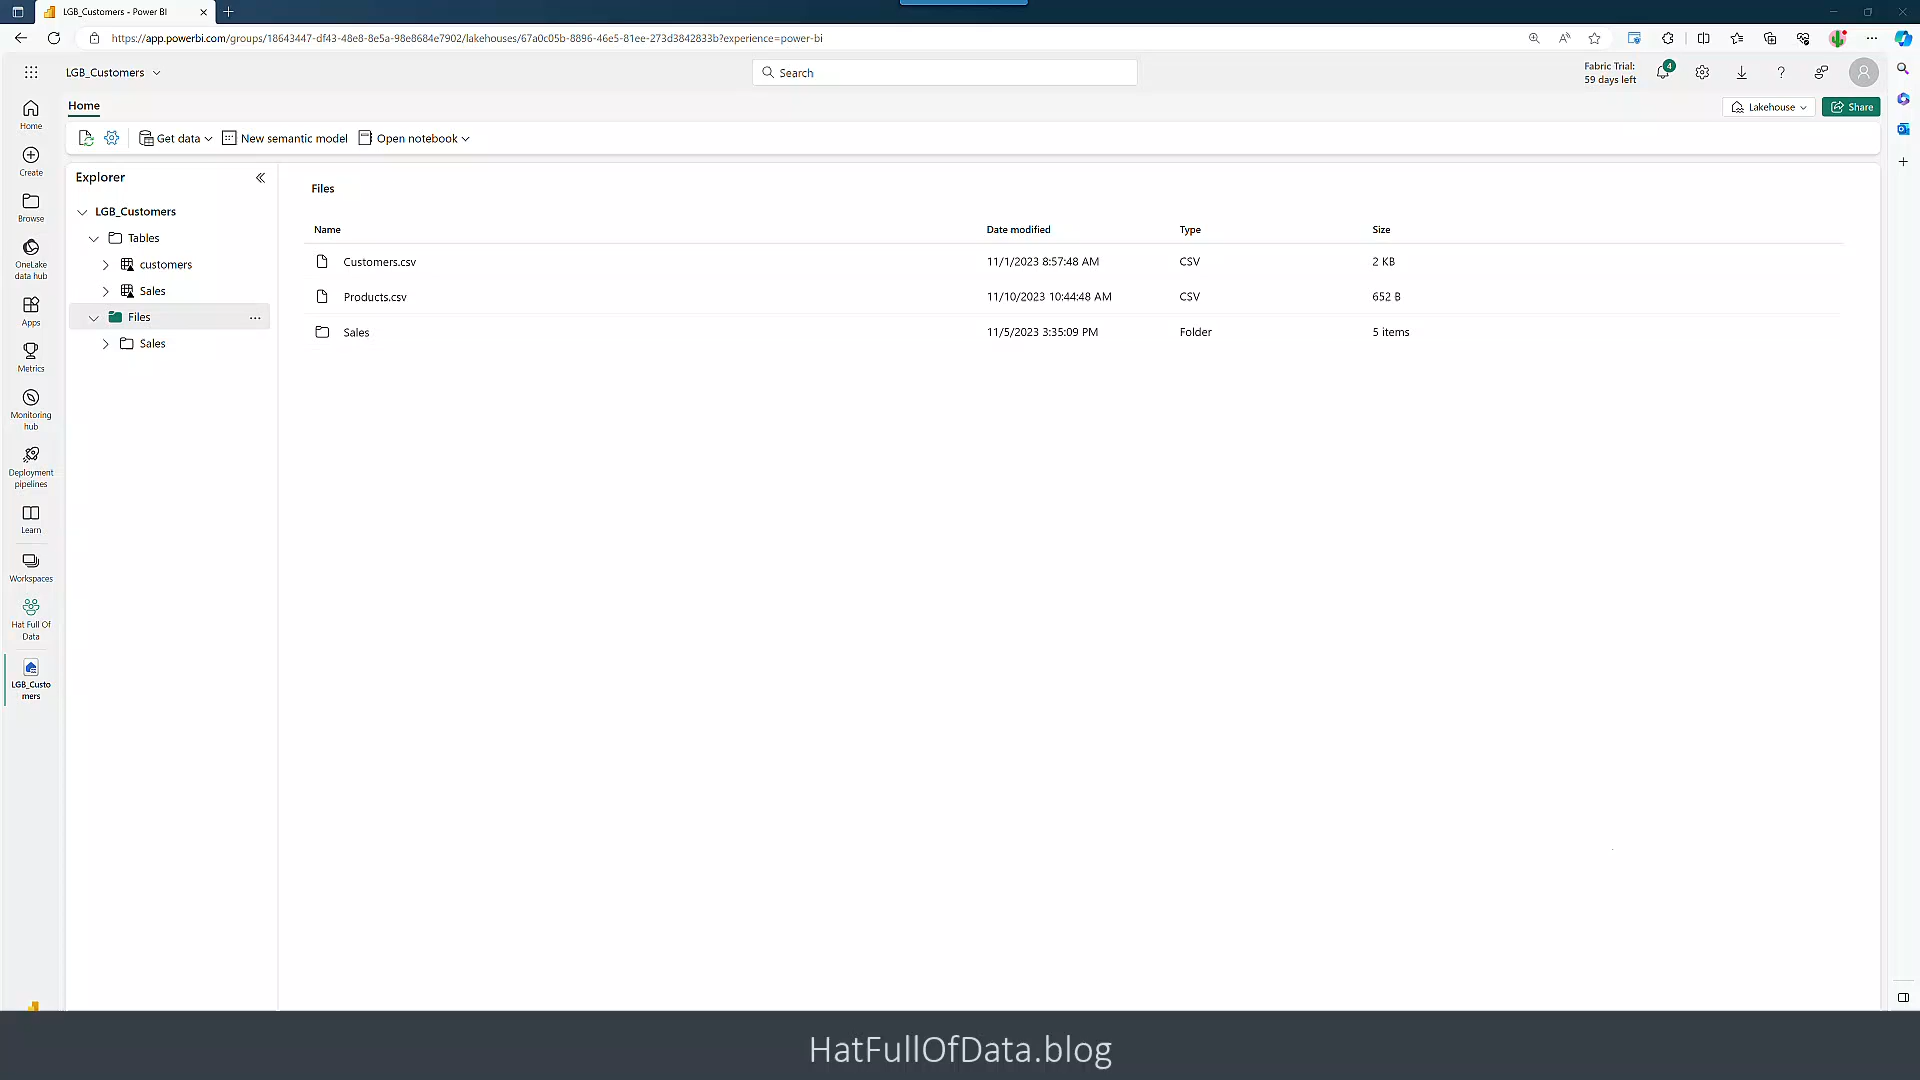 LGB_Customers - Power BI
https://app.powerbi.com/groups/18643447-df43-48e8-8e5a-98e8684e7902/lakehouses/67a0c05b-8896-46e5-81ee-273d3842833b?experience=power-bi
LGB_Customers
Search
Fabric Trial:
59 days left
4
Home
Lakehouse
Share
Get data
New semantic model
Open notebook
Home
Create
Browse
OneLake
data hub
Apps
Metrics
Monitoring
hub
Deployment
pipelines
Learn
Workspaces
Hat Full Of
Data
LGB_Custo
mers
Explorer
LGB_Customers
Tables
customers
Sales
Files
Sales
Files
Name Date modified Type Size
Customers.csv 11/1/2023 8:57:48 AM CSV 2 KB
Products.csv 11/10/2023 10:44:48 AM CSV 652 B
Sales 11/5/2023 3:35:09 PM Folder 5 items
HatFullOfData.blog